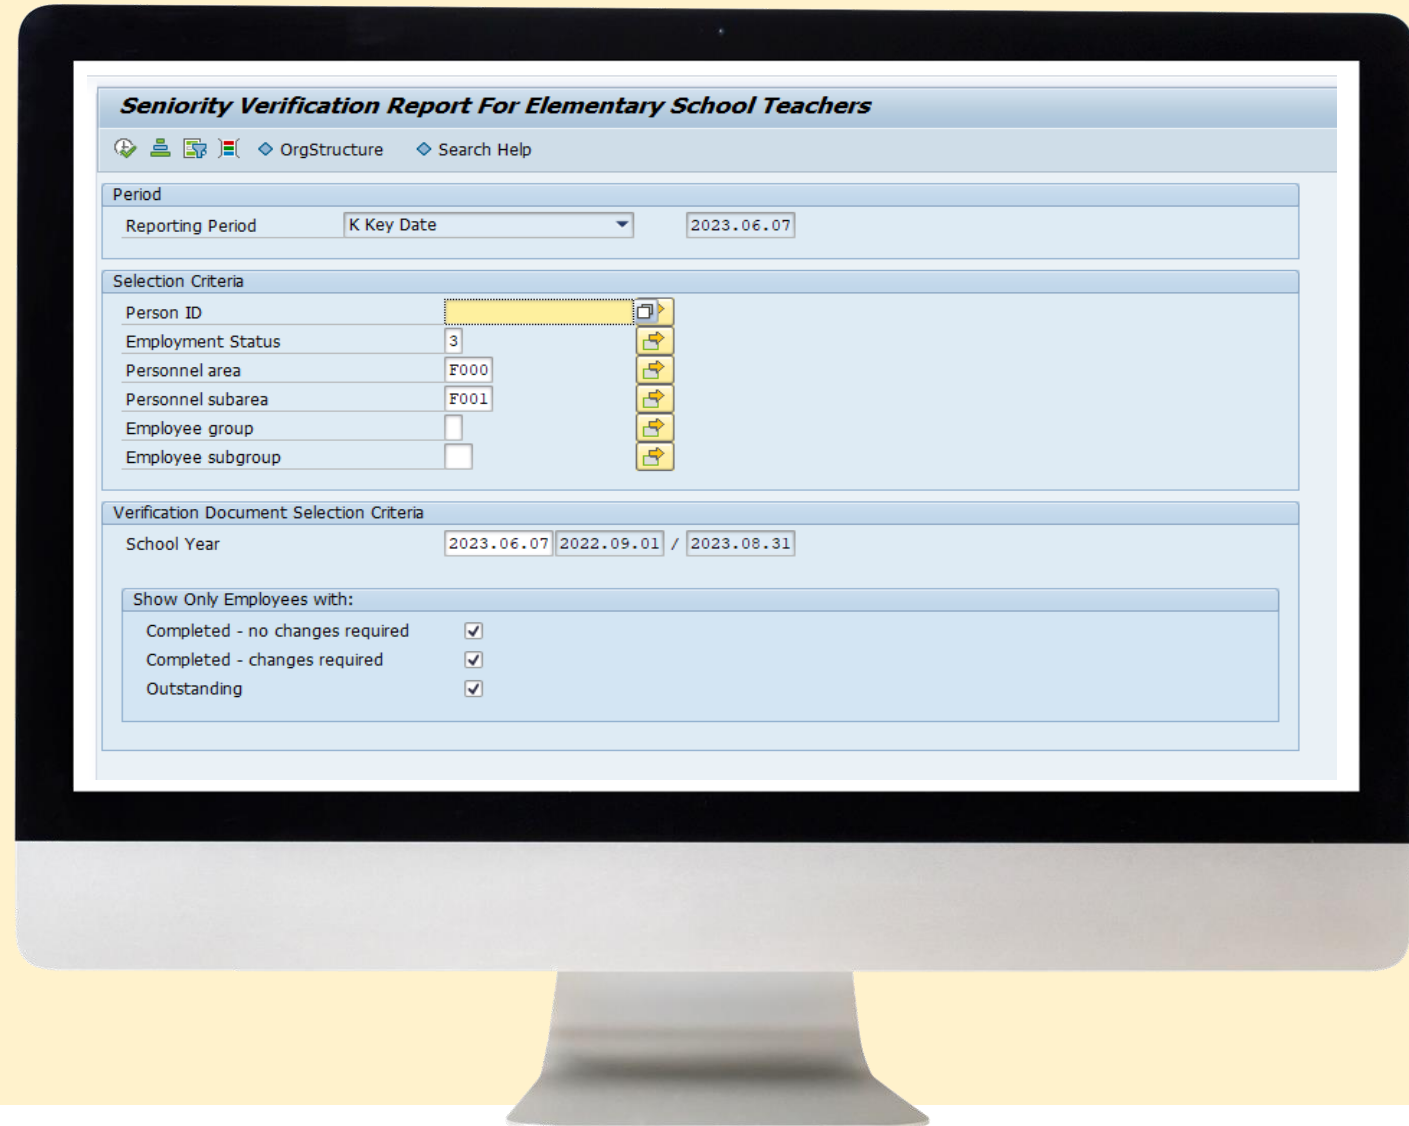 Seniority Verification Report For Elementary School Teachers
OrgStructure Search Help
Period
Reporting Period K Key Date 2023.06.07
Selection Criteria
Person ID
Employment Status 3
Personnel area F000
Personnel subarea F001
Employee group
Employee subgroup
Verification Document Selection Criteria
School Year 2023.06.07 2022.09.01 / 2023.08.31
Show Only Employees with:
Completed - no changes required
Completed - changes required
Outstanding